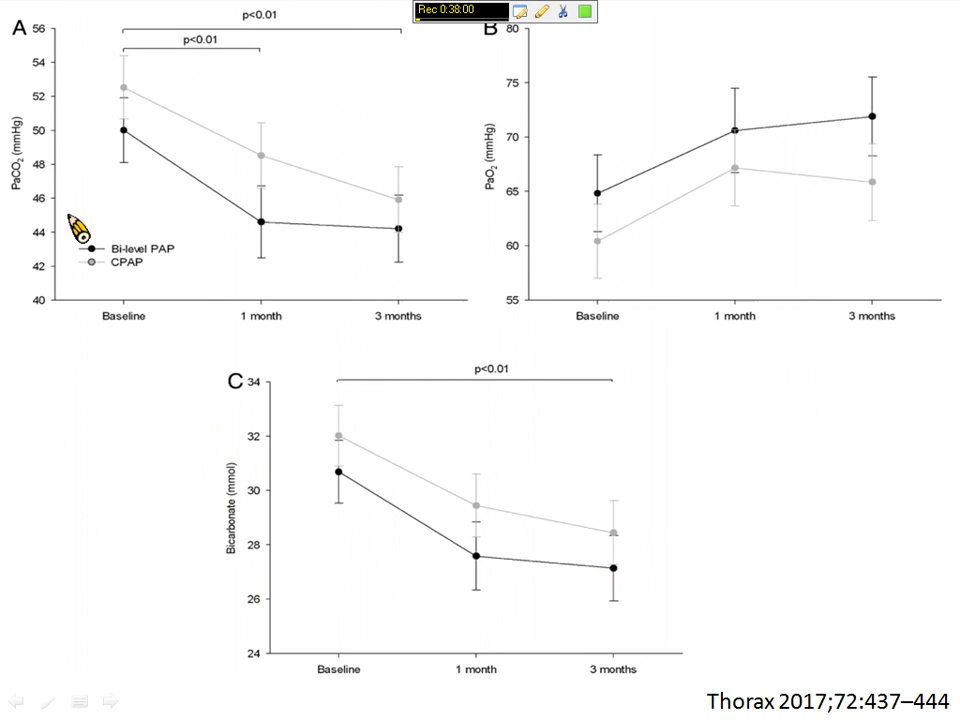 Rec 0:38:00
A
p<0.01
p<0.01
56
54
52
50
48
46
44
42
40
PaCO2 (mmHg)
Bi-level PAP
CPAP
Baseline
1 month
3 months
B
80
75
70
65
60
55
PaO2 (mmHg)
Baseline
1 month
3 months
C
p<0.01
34
32
30
28
26
24
Bicarbonate (mmol)
Baseline
1 month
3 months
Thorax 2017;72:437–444